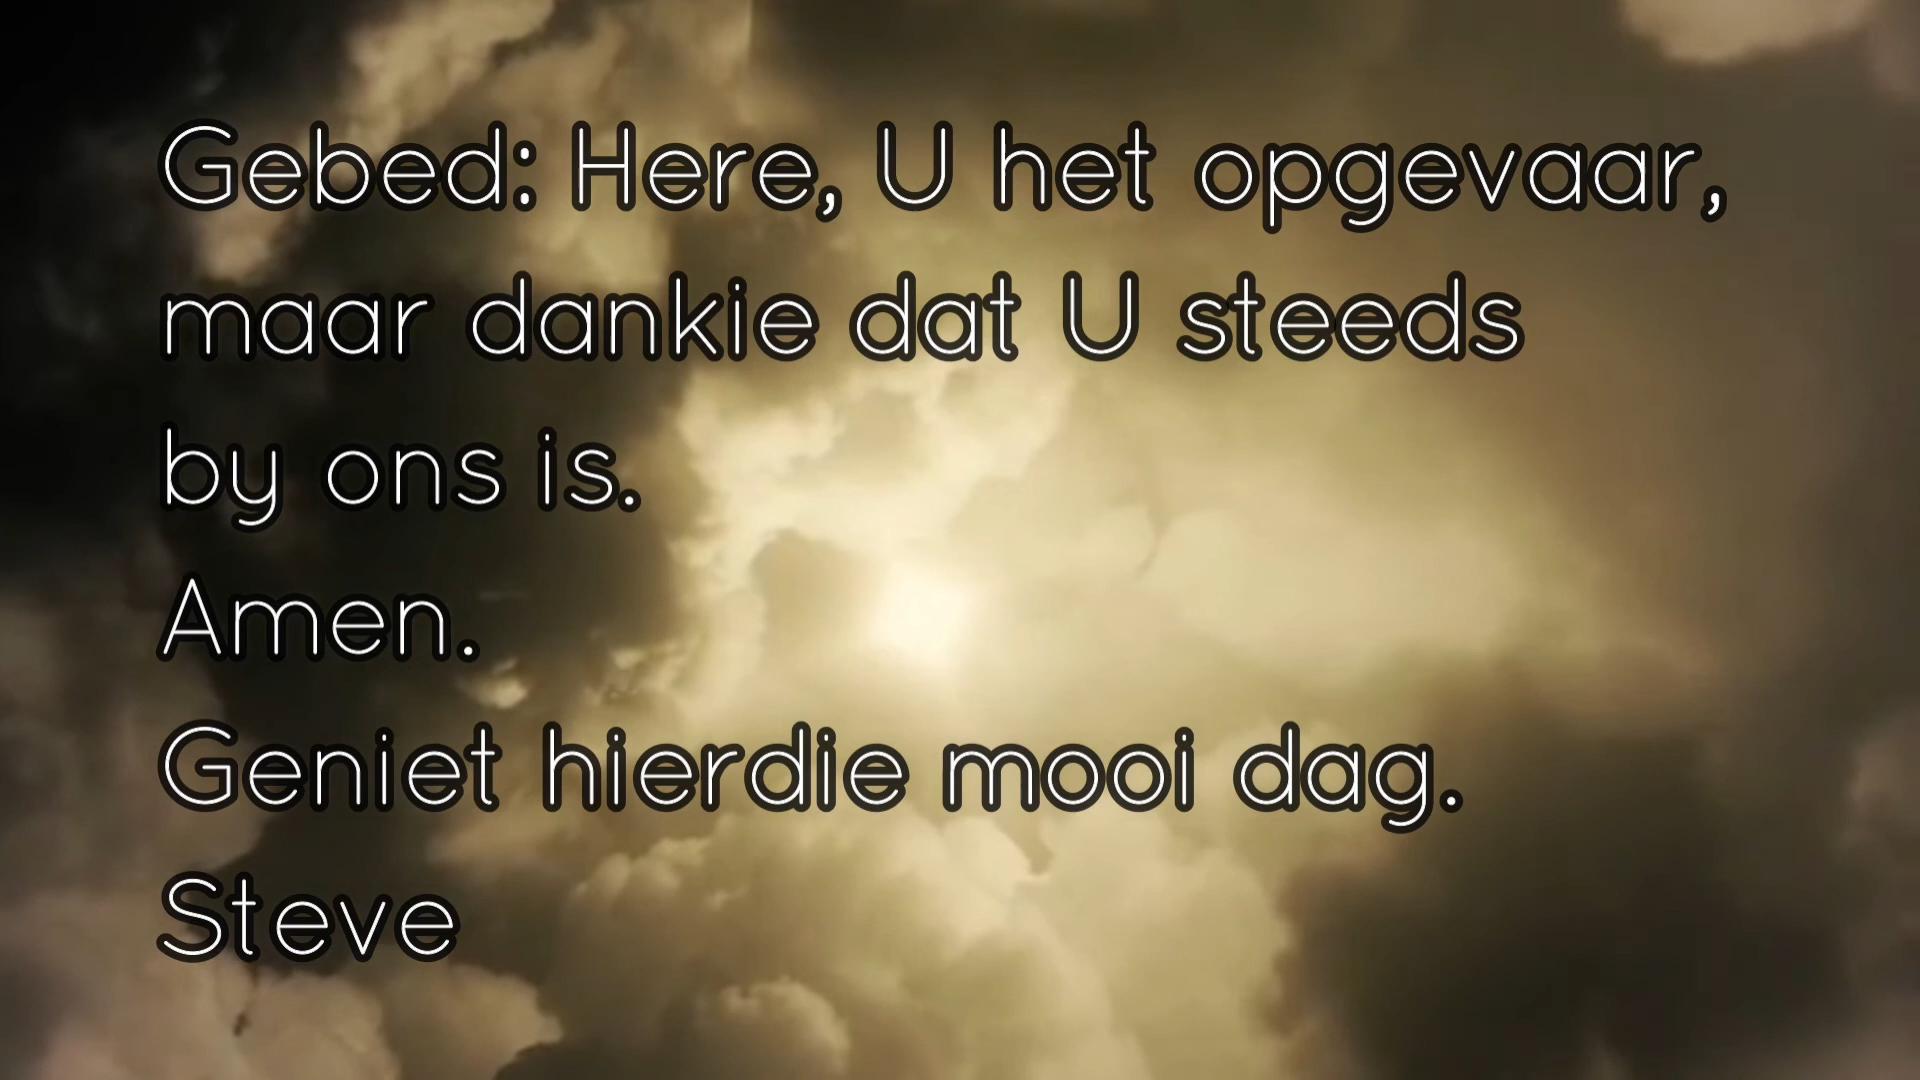 Gebed: Here, U het opgevaar,
maar dankie dat U steeds
by ons is.
Amen.
Geniet hierdie mooi dag.
Steve